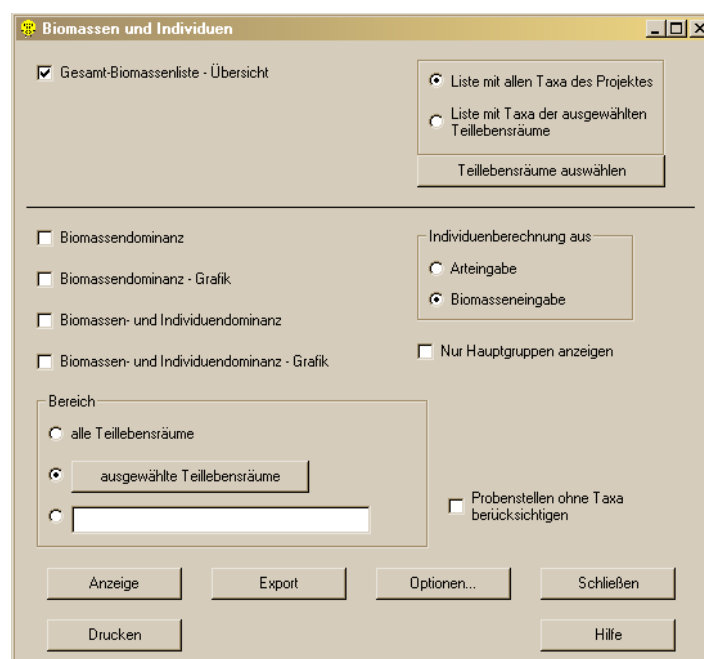 Biomassen und Individuen
Gesamt-Biomassenliste - Übersicht
Liste mit allen Taxa des Projektes
Liste mit Taxa der ausgewählten
Teillebensräume
Teillebensräume auswählen
Biomassendominanz
Biomassendominanz - Grafik
Biomassen- und Individuendominanz
Biomassen- und Individuendominanz - Grafik
Individuenberechnung aus
Arteingabe
Biomasseneingabe
Nur Hauptgruppen anzeigen
Bereich
alle Teillebensräume
ausgewählte Teillebensräume
Probenstellen ohne Taxa
berücksichtigen
Anzeige
Export
Optionen...
Schließen
Drucken
Hilfe